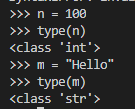 >>> n = 100
>>> type(n)
<class 'int'>
>>> m = "Hello"
>>> type(m)
<class 'str'>